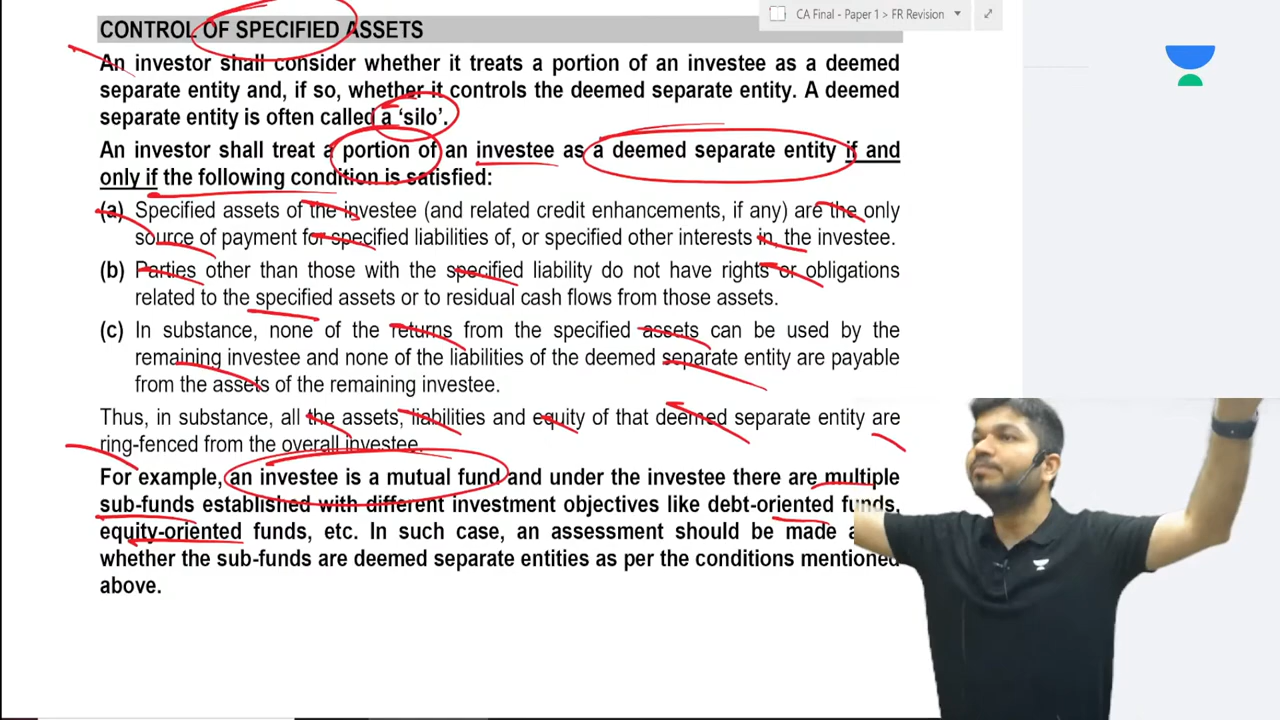 CA Final - Paper 1 > FR Revision
CONTROL OF SPECIFIED ASSETS
An investor shall consider whether it treats a portion of an investee as a deemed
separate entity and, if so, whether it controls the deemed separate entity. A deemed
separate entity is often called a ‘silo’.
An investor shall treat a portion of an investee as a deemed separate entity if and
only if the following condition is satisfied:
(a) Specified assets of the investee (and related credit enhancements, if any) are the only
source of payment for specified liabilities of, or specified other interests in, the investee.
(b) Parties other than those with the specified liability do not have rights or obligations
related to the specified assets or to residual cash flows from those assets.
(c) In substance, none of the returns from the specified assets can be used by the
remaining investee and none of the liabilities of the deemed separate entity are payable
from the assets of the remaining investee.
Thus, in substance, all the assets, liabilities and equity of that deemed separate entity are
ring-fenced from the overall investee.
For example, an investee is a mutual fund and under the investee there are multiple
sub-funds established with different investment objectives like debt-oriented funds,
equity-oriented funds, etc. In such case, an assessment should be made
whether the sub-funds are deemed separate entities as per the conditions mentioned
above.